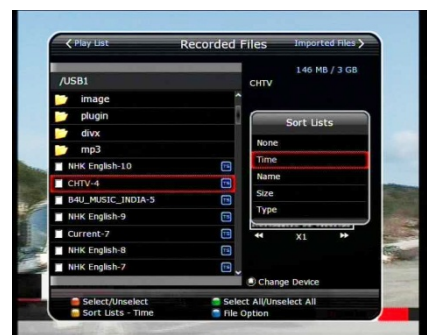 Play List
Recorded Files
Imported Files
/USB1
146 MB / 3 GB
CHTV
image
plugin
divx
mp3
NHK English-10
CHTV-4
B4U_MUSIC_INDIA-5
NHK English-9
Current-7
NHK English-8
NHK English-7
Sort Lists
None
Time
Name
Size
Type
X1
Change Device
Select/Unselect
Select All/Unselect All
Sort Lists - Time
File Option